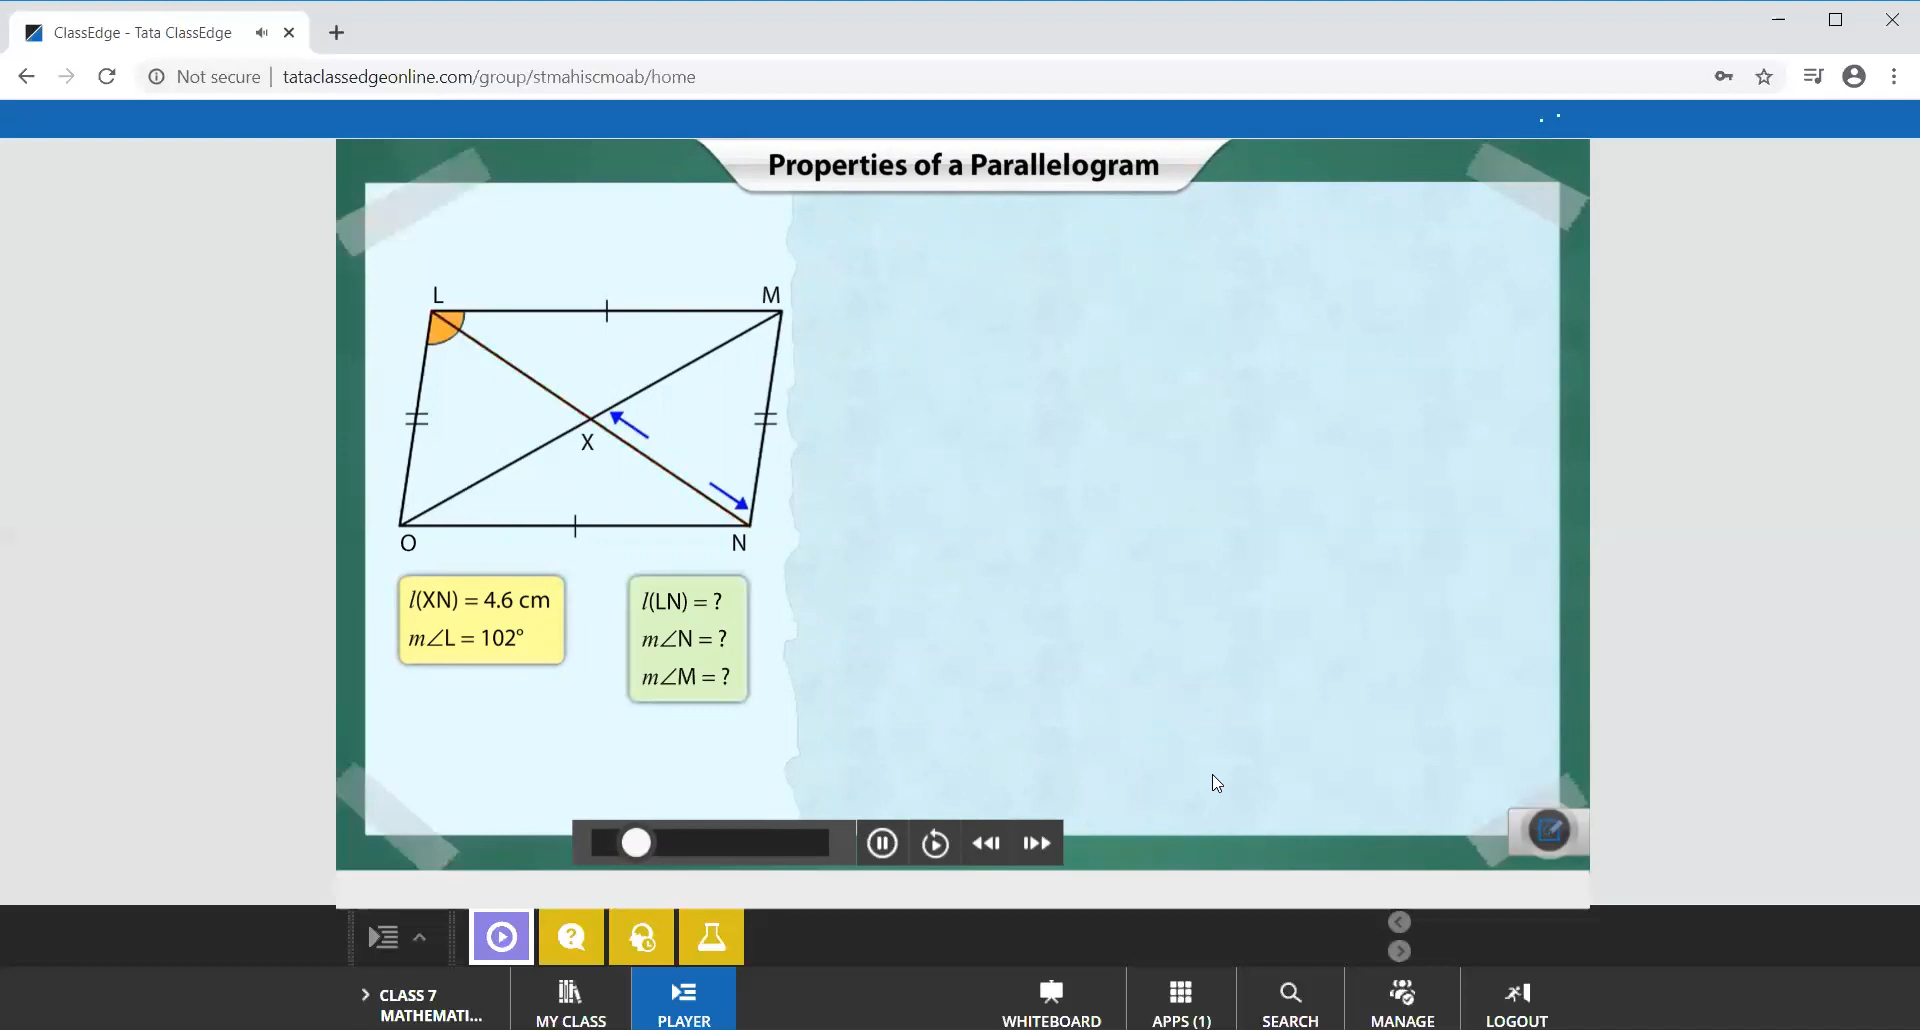 ClassEdge - Tata ClassEdge
Not secure | tataclassedgeonline.com/group/stmahiscmoab/home
Properties of a Parallelogram
L
M
X
O
N
l(XN) = 4.6 cm
m∠L = 102°
l(LN) = ?
m∠N = ?
m∠M = ?
CLASS 7
MATHEMATI...
MY CLASS
PLAYER
WHITEBOARD
APPS (1)
SEARCH
MANAGE
LOGOUT